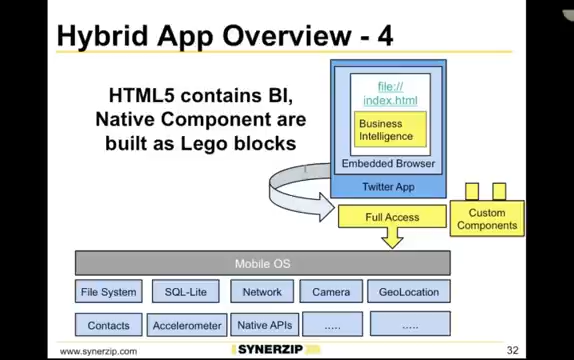 Hybrid App Overview - 4
HTML5 contains BI,
Native Component are
built as Lego blocks
file://
index.html
Business
Intelligence
Embedded Browser
Twitter App
Full Access
Custom
Components
Mobile OS
File System
SQL-Lite
Network
Camera
GeoLocation
Contacts
Accelerometer
Native APIs
.....
.....
www.synerzip.com
SYNERZIP
32